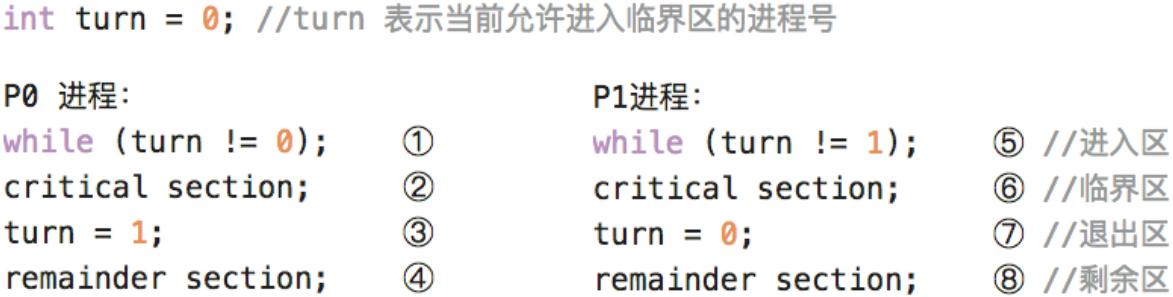 int turn = 0; //turn 表示当前允许进入临界区的进程号
P0 进程: P1进程:
while (turn != 0); ① while (turn != 1); ⑤ //进入区
critical section; ② critical section; ⑥ //临界区
turn = 1; ③ turn = 0; ⑦ //退出区
remainder section; ④ remainder section; ⑧ //剩余区